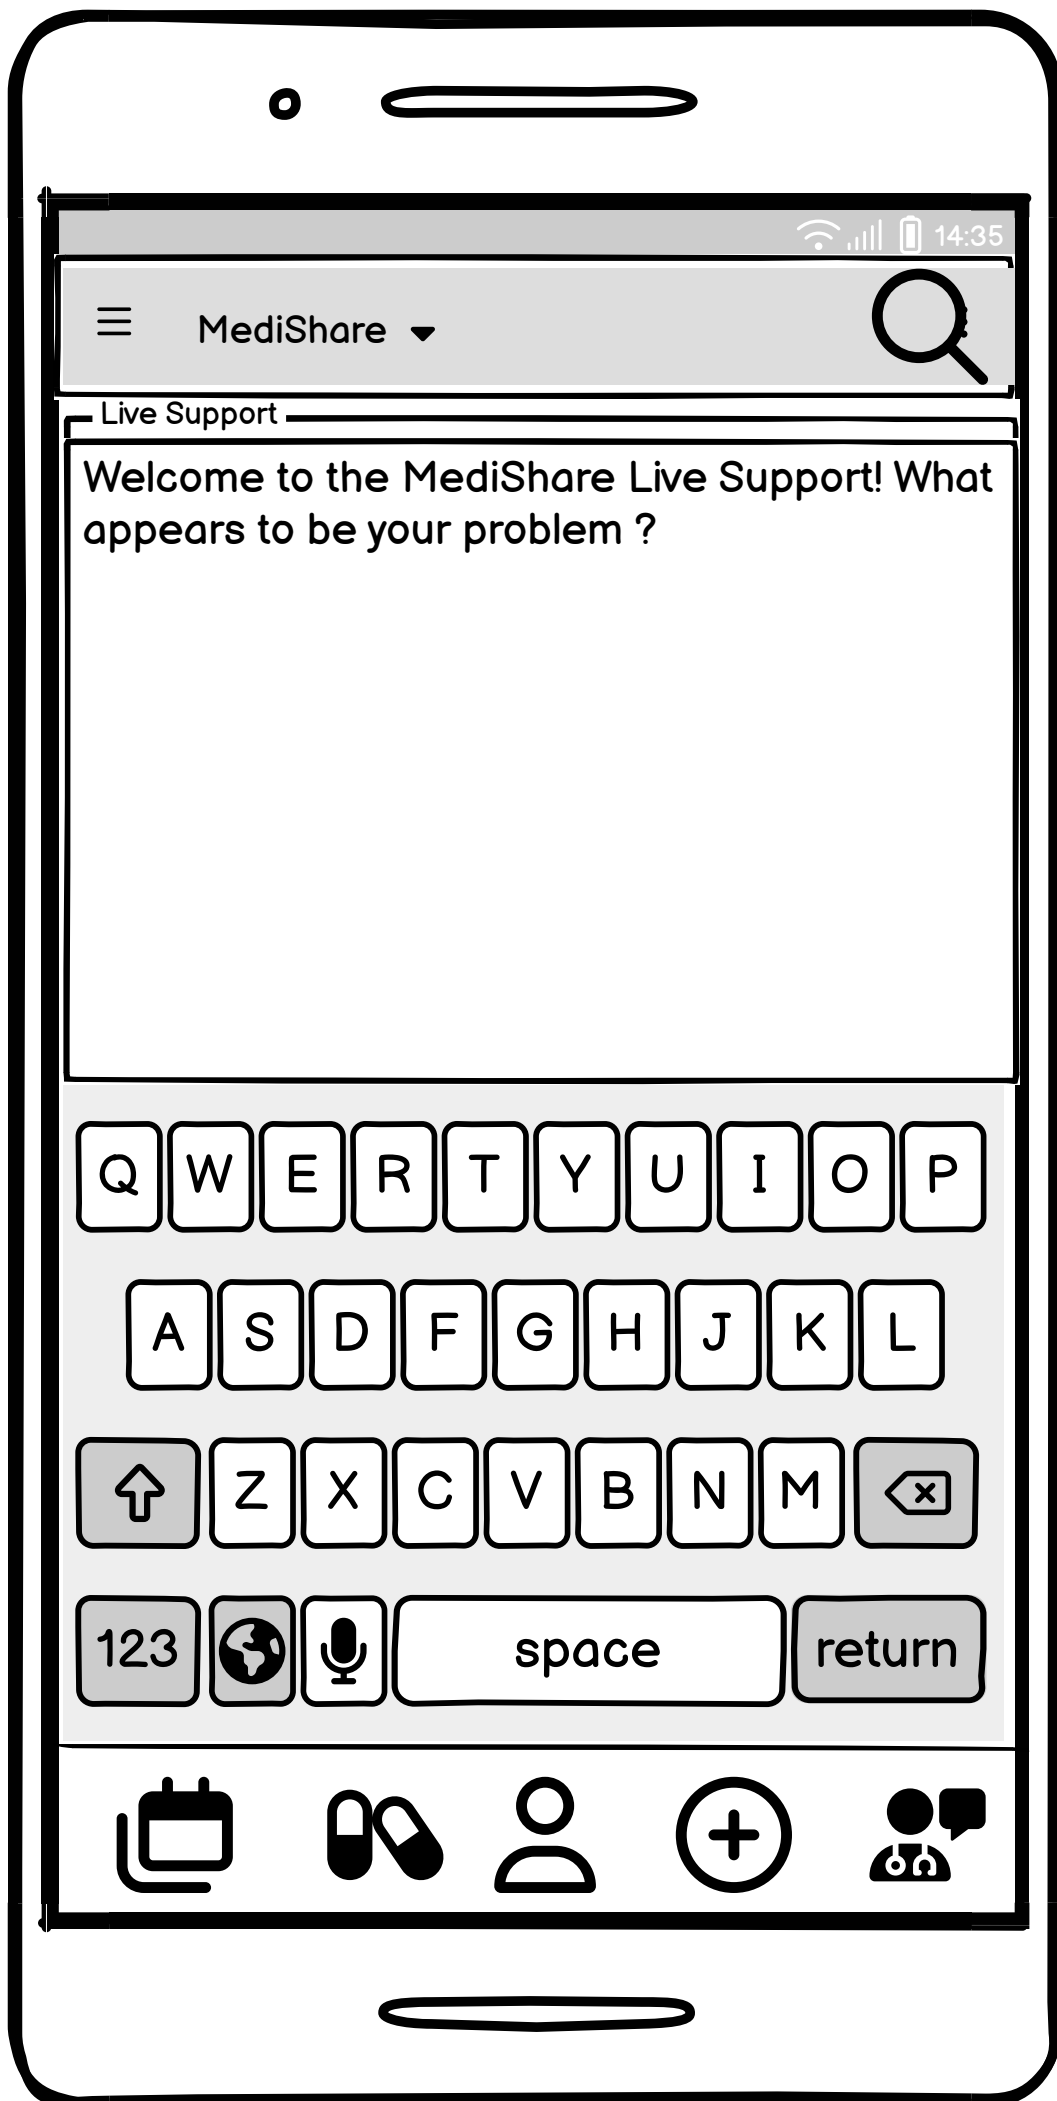 14:35
MediShare
Live Support
Welcome to the MediShare Live Support! What
appears to be your problem ?
Q W E R T Y U I O P
A S D F G H J K L
Z X C V B N M
123 space return